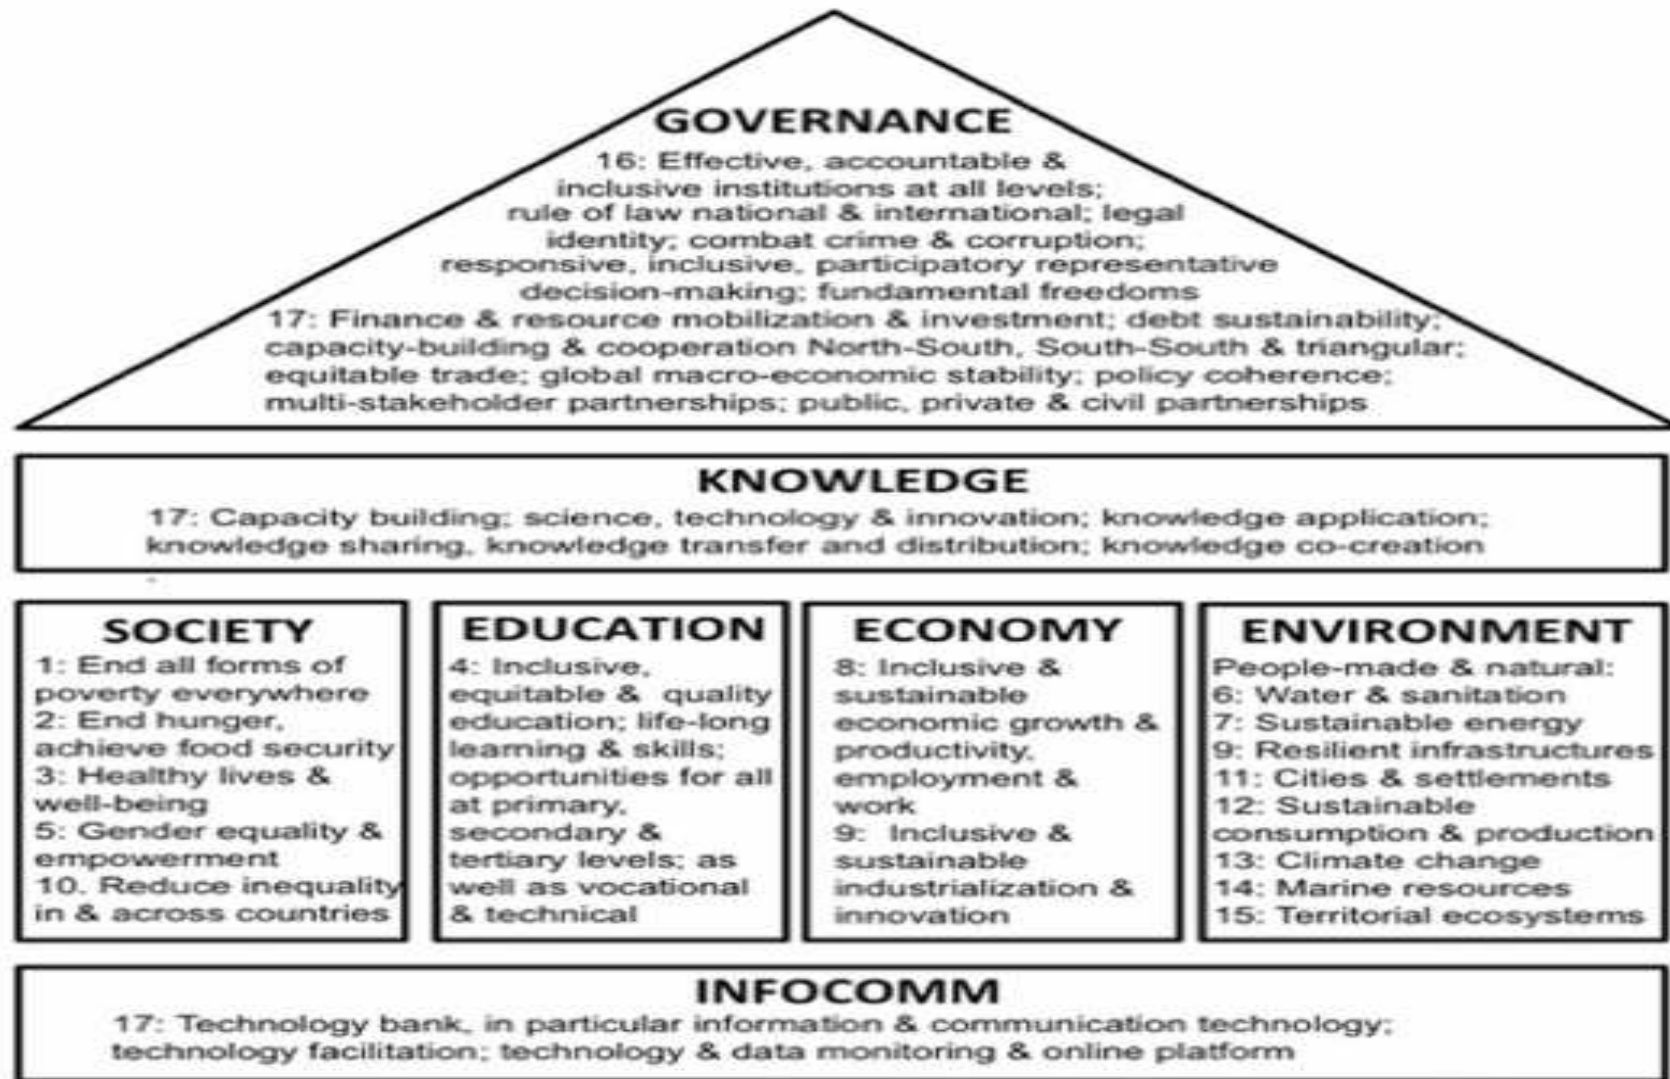 GOVERNANCE
16: Effective, accountable &
inclusive institutions at all levels;
rule of law national & international; legal
identity; combat crime & corruption;
responsive, inclusive, participatory representative
decision-making; fundamental freedoms
17: Finance & resource mobilization & investment; debt sustainability;
capacity-building & cooperation North-South, South-South & triangular;
equitable trade; global macro-economic stability; policy coherence;
multi-stakeholder partnerships; public, private & civil partnerships
KNOWLEDGE
17: Capacity building; science, technology & innovation; knowledge application;
knowledge sharing, knowledge transfer and distribution; knowledge co-creation
SOCIETY
1: End all forms of
poverty everywhere
2: End hunger,
achieve food security
3: Healthy lives &
well-being
5: Gender equality &
empowerment
10. Reduce inequality
in & across countries
EDUCATION
4: Inclusive,
equitable & quality
education; life-long
learning & skills;
opportunities for all
at primary,
secondary &
tertiary levels; as
well as vocational
& technical
ECONOMY
8: Inclusive &
sustainable
economic growth &
productivity,
employment &
work
9: Inclusive &
sustainable
industrialization &
innovation
ENVIRONMENT
People-made & natural:
6: Water & sanitation
7: Sustainable energy
9: Resilient infrastructures
11: Cities & settlements
12: Sustainable
consumption & production
13: Climate change
14: Marine resources
15: Territorial ecosystems
INFOCOMM
17: Technology bank, in particular information & communication technology;
technology facilitation; technology & data monitoring & online platform